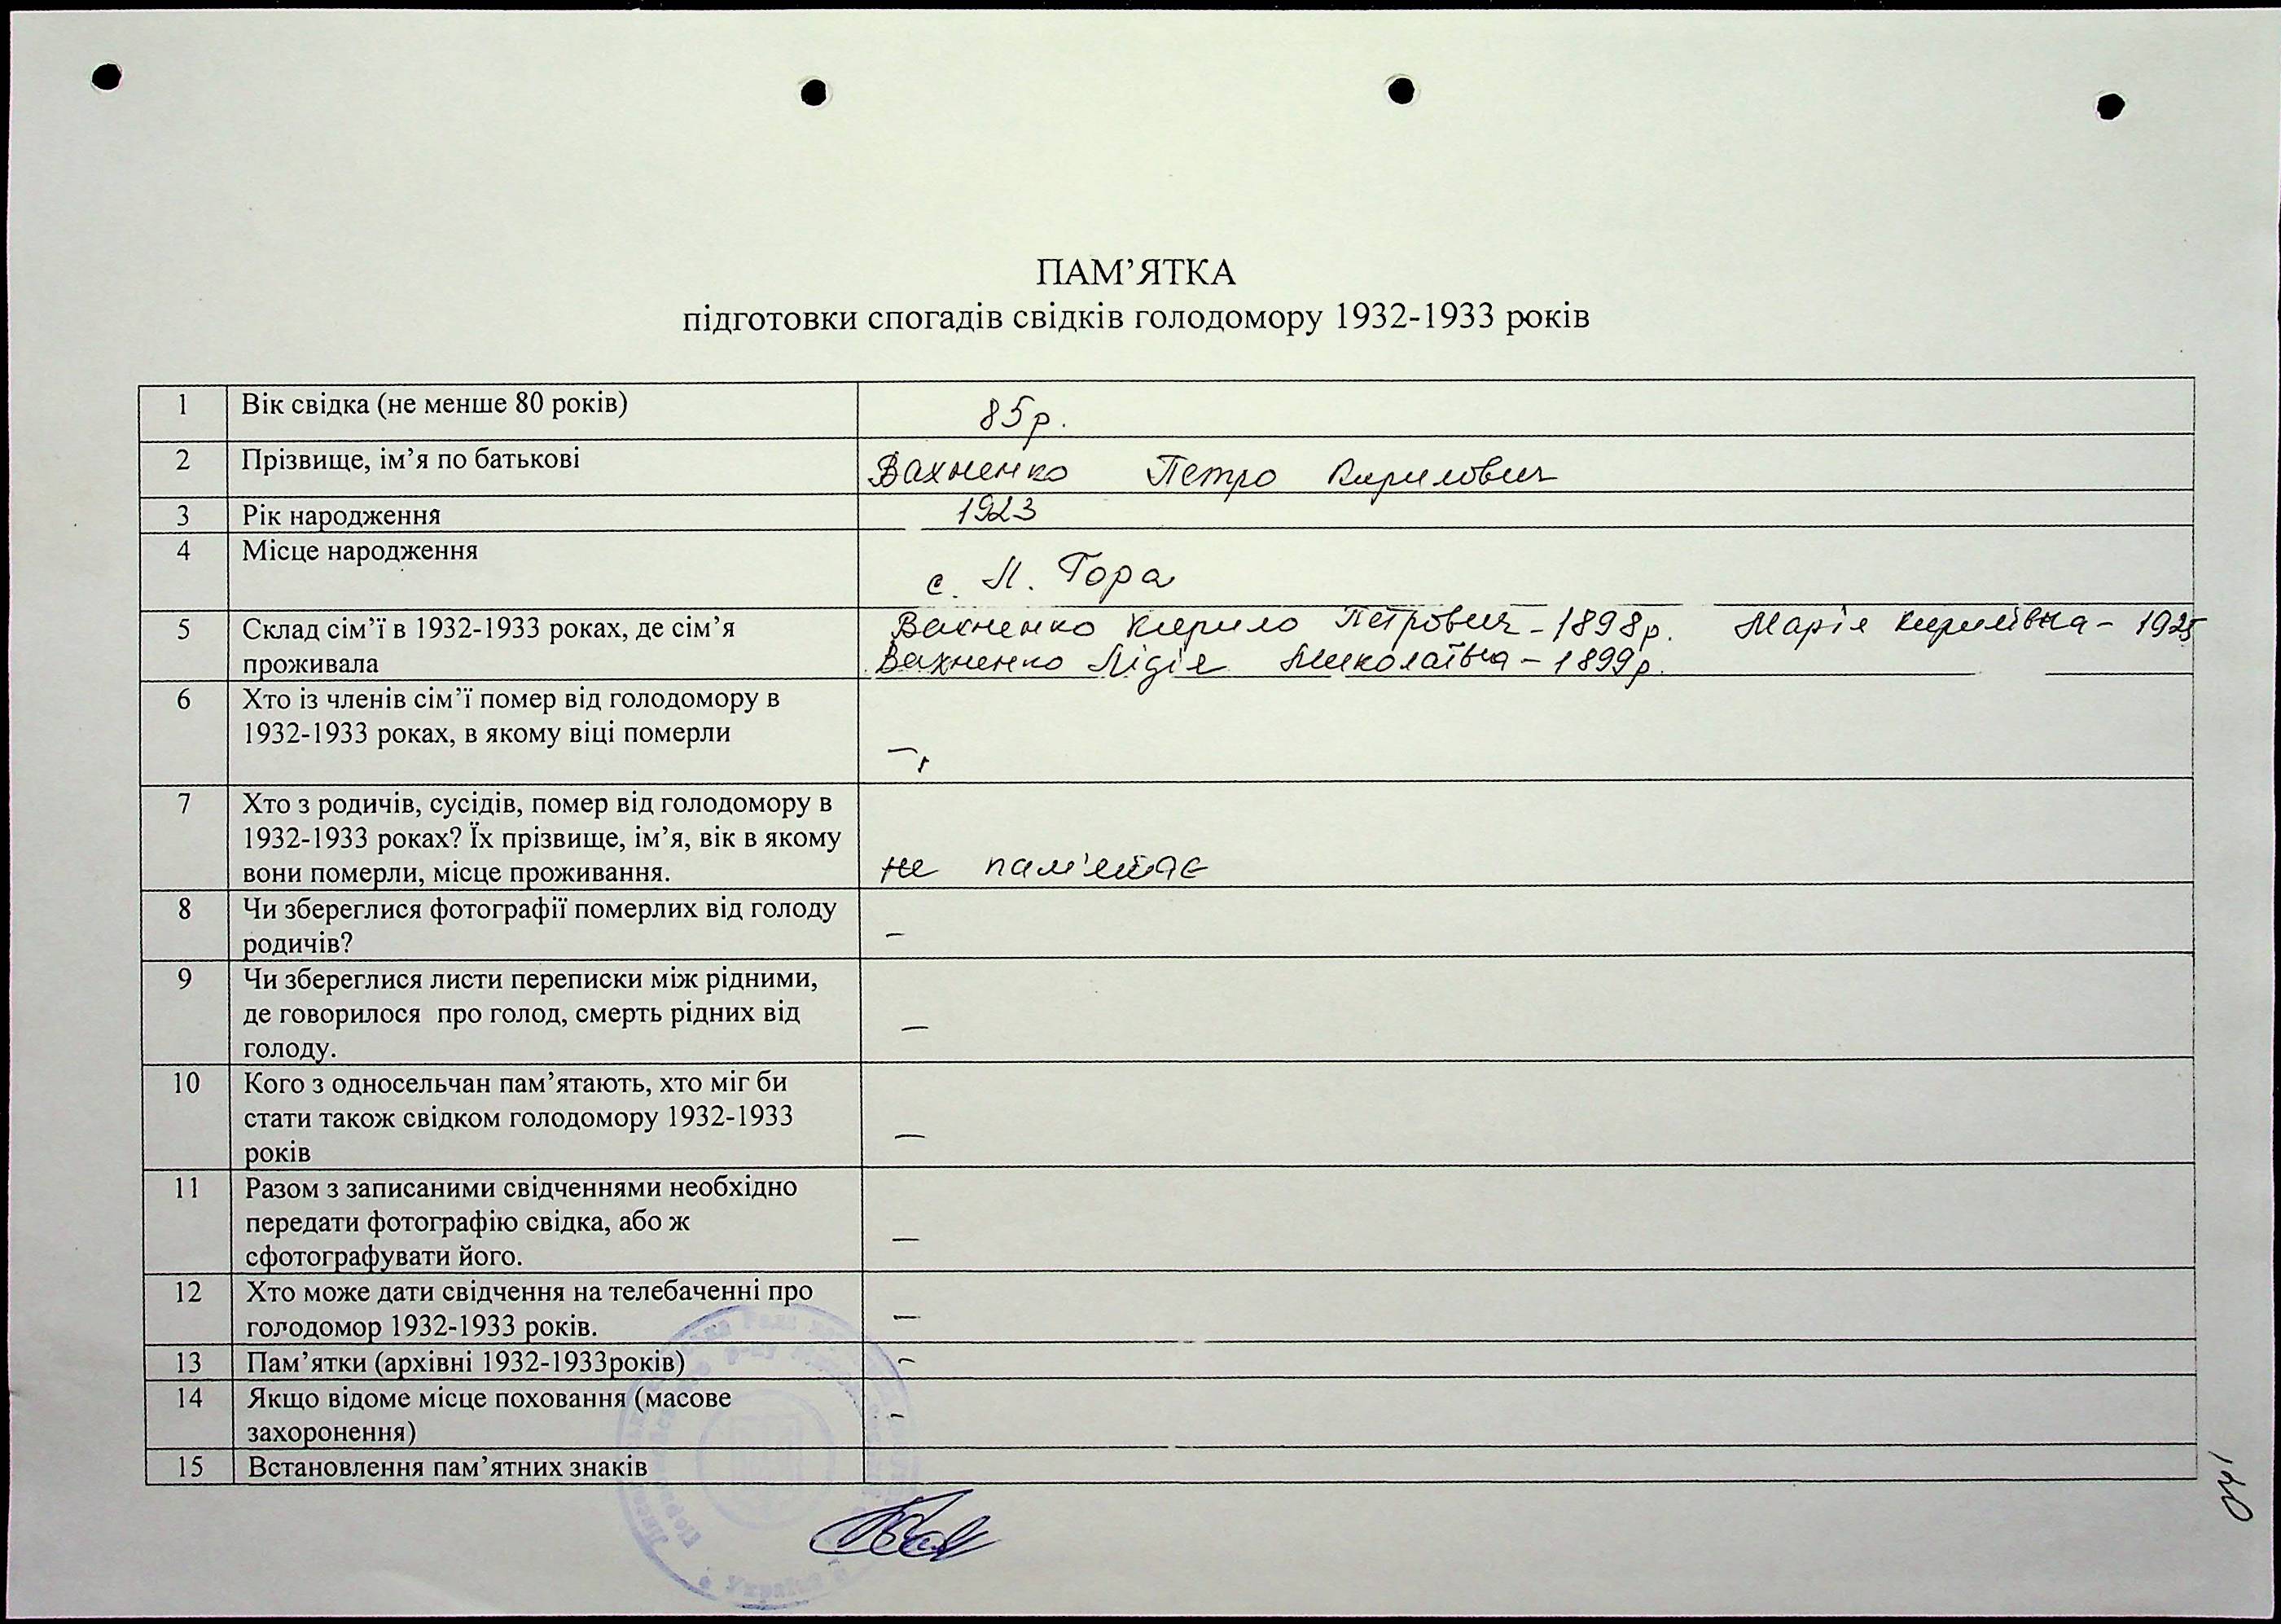 ПАМ’ЯТКА
підготовки спогадів свідків голодомору 1932-1933 років
1 Вік свідка (не менше 80 років) 85р.
2 Прізвище, ім’я по батькові Вахненко Петро Кирилович
3 Рік народження 1923
4 Місце народження с. Л. Гора
5 Склад сім’ї в 1932-1933 роках, де сім’я Вахненко Кирило Петрович - 1898р. Марія Кирилівна - 1925
проживала Вахненко Лідія Миколаївна - 1899р.
6 Хто із членів сім’ї помер від голодомору в
1932-1933 роках, в якому віці померли –
7 Хто з родичів, сусідів, помер від голодомору в
1932-1933 роках? Їх прізвище, ім’я, вік в якому
вони померли, місце проживання. не пам'ятає
8 Чи збереглися фотографії померлих від голоду
родичів? –
9 Чи збереглися листи переписки між рідними,
де говорилося про голод, смерть рідних від –
голоду.
10 Кого з односельчан пам’ятають, хто міг би
стати також свідком голодомору 1932-1933 –
років
11 Разом з записаними свідченнями необхідно
передати фотографію свідка, або ж
сфотографувати його. –
12 Хто може дати свідчення на телебаченні про
голодомор 1932-1933 років. –
13 Пам’ятки (архівні 1932-1933років) –
14 Якщо відоме місце поховання (масове
захоронення) –
15 Встановлення пам’ятних знаків
140
Україна